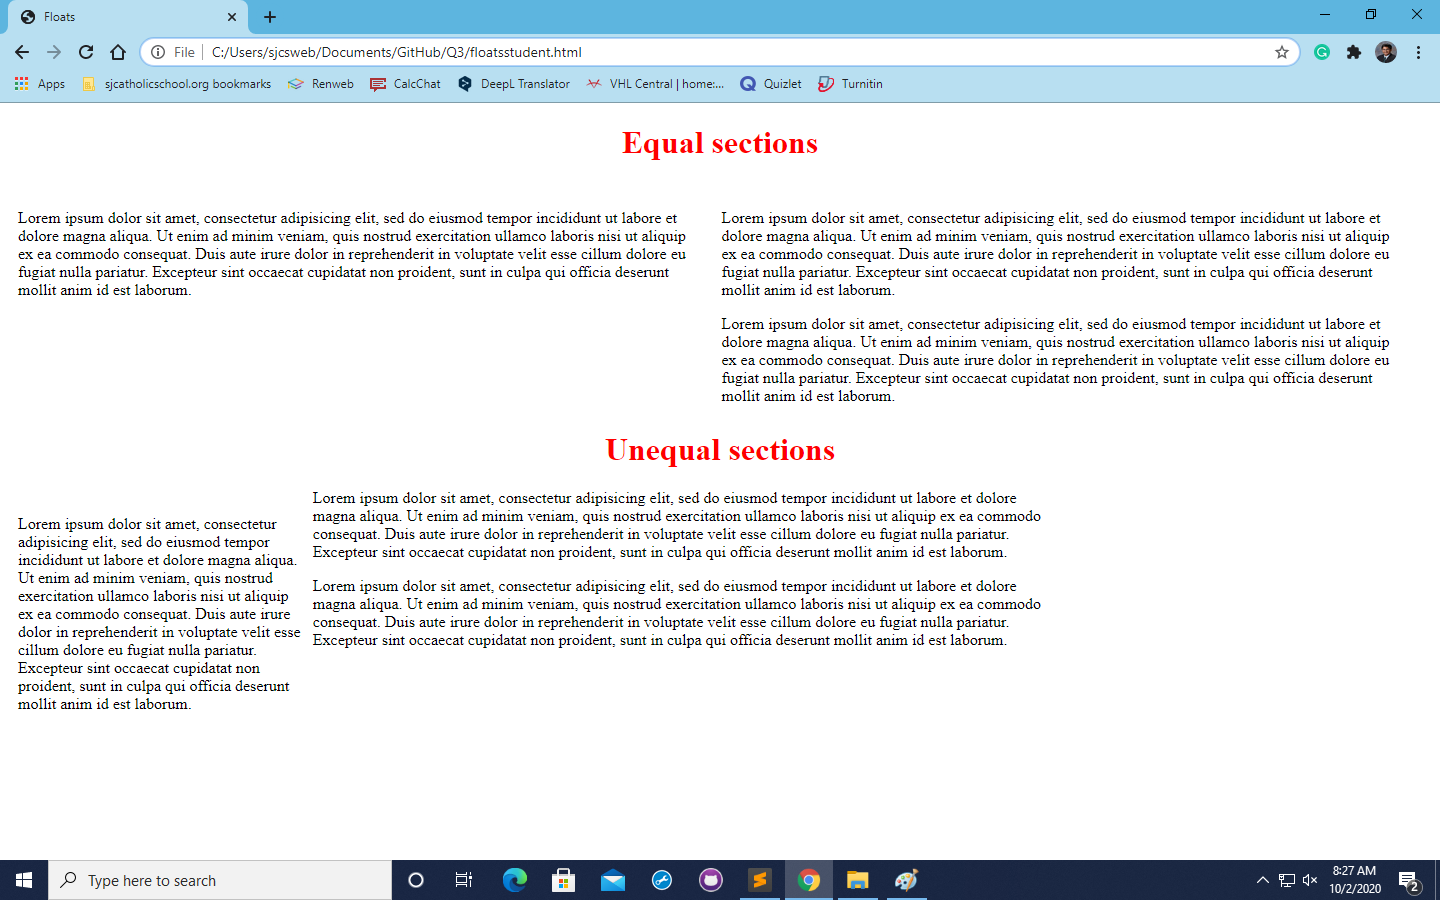 Floats
File C:/Users/sjcsweb/Documents/GitHub/Q3/floatsstudent.html
Apps sjcatholicschool.org bookmarks Renweb CalcChat DeepL Translator VHL Central | home:... Quizlet Turnitin
Equal sections
Lorem ipsum dolor sit amet, consectetur adipisicing elit, sed do eiusmod tempor incididunt ut labore et
dolore magna aliqua. Ut enim ad minim veniam, quis nostrud exercitation ullamco laboris nisi ut aliquip
ex ea commodo consequat. Duis aute irure dolor in reprehenderit in voluptate velit esse cillum dolore eu
fugiat nulla pariatur. Excepteur sint occaecat cupidatat non proident, sunt in culpa qui officia deserunt
mollit anim id est laborum.
Lorem ipsum dolor sit amet, consectetur adipisicing elit, sed do eiusmod tempor incididunt ut labore et
dolore magna aliqua. Ut enim ad minim veniam, quis nostrud exercitation ullamco laboris nisi ut aliquip
ex ea commodo consequat. Duis aute irure dolor in reprehenderit in voluptate velit esse cillum dolore eu
fugiat nulla pariatur. Excepteur sint occaecat cupidatat non proident, sunt in culpa qui officia deserunt
mollit anim id est laborum.
Lorem ipsum dolor sit amet, consectetur adipisicing elit, sed do eiusmod tempor incididunt ut labore et
dolore magna aliqua. Ut enim ad minim veniam, quis nostrud exercitation ullamco laboris nisi ut aliquip
ex ea commodo consequat. Duis aute irure dolor in reprehenderit in voluptate velit esse cillum dolore eu
fugiat nulla pariatur. Excepteur sint occaecat cupidatat non proident, sunt in culpa qui officia deserunt
mollit anim id est laborum.
Unequal sections
Lorem ipsum dolor sit amet, consectetur
adipisicing elit, sed do eiusmod tempor
incididunt ut labore et dolore magna aliqua.
Ut enim ad minim veniam, quis nostrud
exercitation ullamco laboris nisi ut aliquip
ex ea commodo consequat. Duis aute irure
dolor in reprehenderit in voluptate velit esse
cillum dolore eu fugiat nulla pariatur.
Excepteur sint occaecat cupidatat non
proident, sunt in culpa qui officia deserunt
mollit anim id est laborum.
Lorem ipsum dolor sit amet, consectetur adipisicing elit, sed do eiusmod tempor incididunt ut labore et dolore
magna aliqua. Ut enim ad minim veniam, quis nostrud exercitation ullamco laboris nisi ut aliquip ex ea commodo
consequat. Duis aute irure dolor in reprehenderit in voluptate velit esse cillum dolore eu fugiat nulla pariatur.
Excepteur sint occaecat cupidatat non proident, sunt in culpa qui officia deserunt mollit anim id est laborum.
Lorem ipsum dolor sit amet, consectetur adipisicing elit, sed do eiusmod tempor incididunt ut labore et dolore
magna aliqua. Ut enim ad minim veniam, quis nostrud exercitation ullamco laboris nisi ut aliquip ex ea commodo
consequat. Duis aute irure dolor in reprehenderit in voluptate velit esse cillum dolore eu fugiat nulla pariatur.
Excepteur sint occaecat cupidatat non proident, sunt in culpa qui officia deserunt mollit anim id est laborum.
Type here to search
8:27 AM
10/2/2020
2